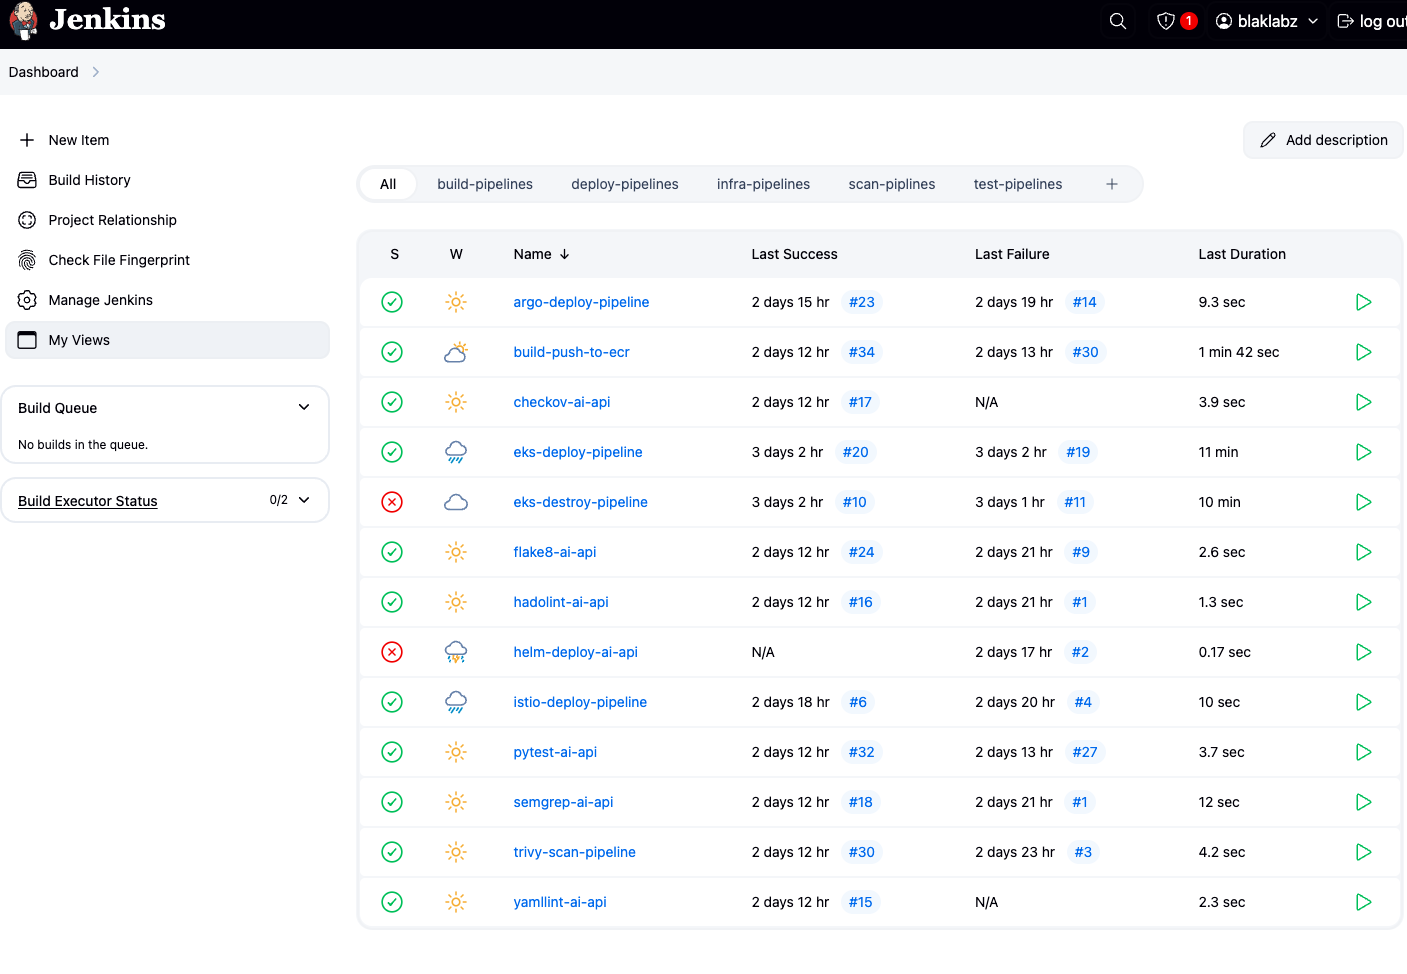 Jenkins
1
blaklabz
log out
Dashboard
New Item
Build History
Project Relationship
Check File Fingerprint
Manage Jenkins
My Views
Build Queue
No builds in the queue.
Build Executor Status 0/2
Add description
All build-pipelines deploy-pipelines infra-pipelines scan-piplines test-pipelines +
S W Name ↓ Last Success Last Failure Last Duration
argo-deploy-pipeline 2 days 15 hr #23 2 days 19 hr #14 9.3 sec
build-push-to-ecr 2 days 12 hr #34 2 days 13 hr #30 1 min 42 sec
checkov-ai-api 2 days 12 hr #17 N/A 3.9 sec
eks-deploy-pipeline 3 days 2 hr #20 3 days 2 hr #19 11 min
eks-destroy-pipeline 3 days 2 hr #10 3 days 1 hr #11 10 min
flake8-ai-api 2 days 12 hr #24 2 days 21 hr #9 2.6 sec
hadolint-ai-api 2 days 12 hr #16 2 days 21 hr #1 1.3 sec
helm-deploy-ai-api N/A 2 days 17 hr #2 0.17 sec
istio-deploy-pipeline 2 days 18 hr #6 2 days 20 hr #4 10 sec
pytest-ai-api 2 days 12 hr #32 2 days 13 hr #27 3.7 sec
semgrep-ai-api 2 days 12 hr #18 2 days 21 hr #1 12 sec
trivy-scan-pipeline 2 days 12 hr #30 2 days 23 hr #3 4.2 sec
yamllint-ai-api 2 days 12 hr #15 N/A 2.3 sec